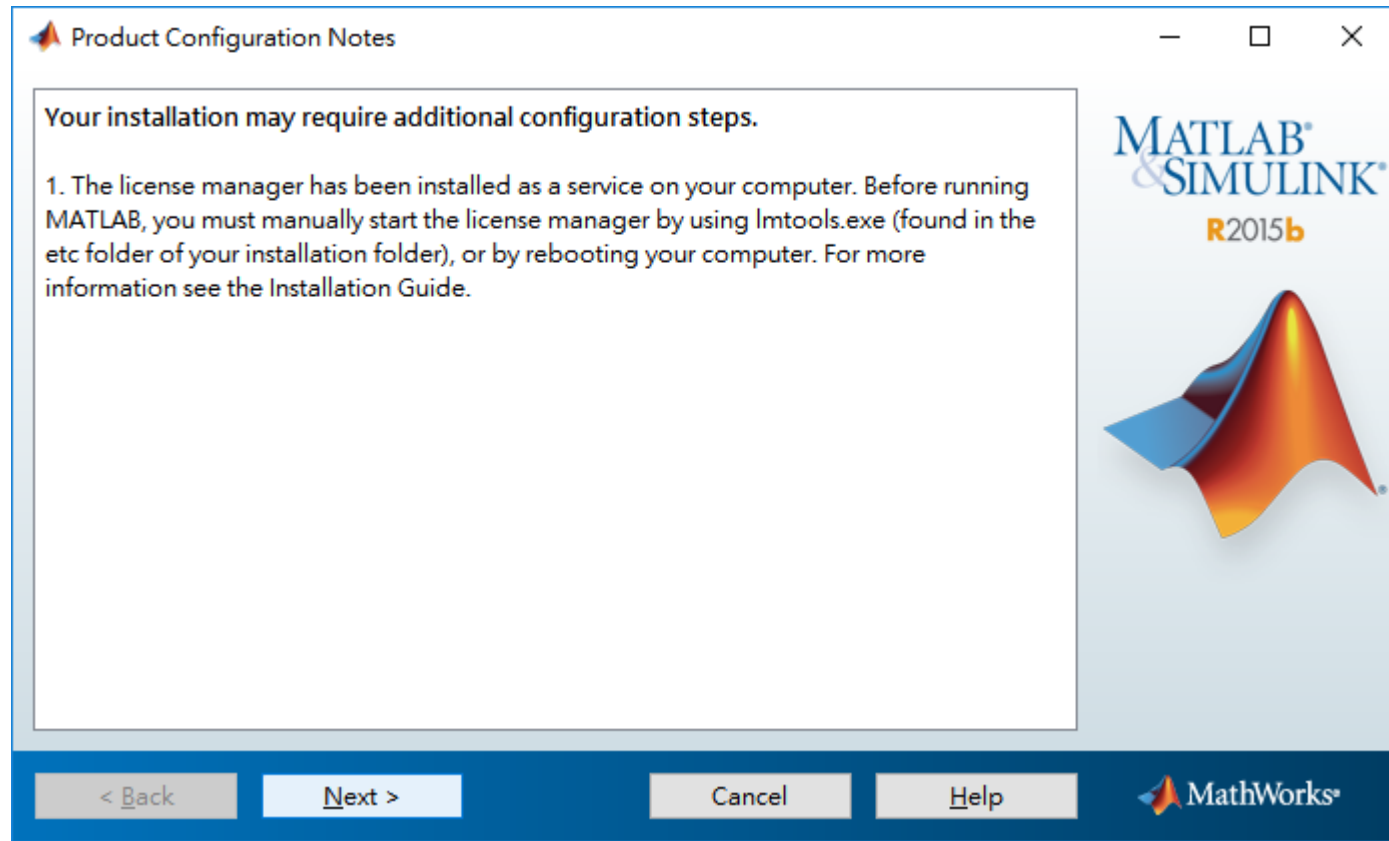 Product Configuration Notes
Your installation may require additional configuration steps.
1. The license manager has been installed as a service on your computer. Before running
MATLAB, you must manually start the license manager by using lmtools.exe (found in the
etc folder of your installation folder), or by rebooting your computer. For more
information see the Installation Guide.
MATLAB®
&SIMULINK®
R2015b
< Back
Next >
Cancel
Help
MathWorks®